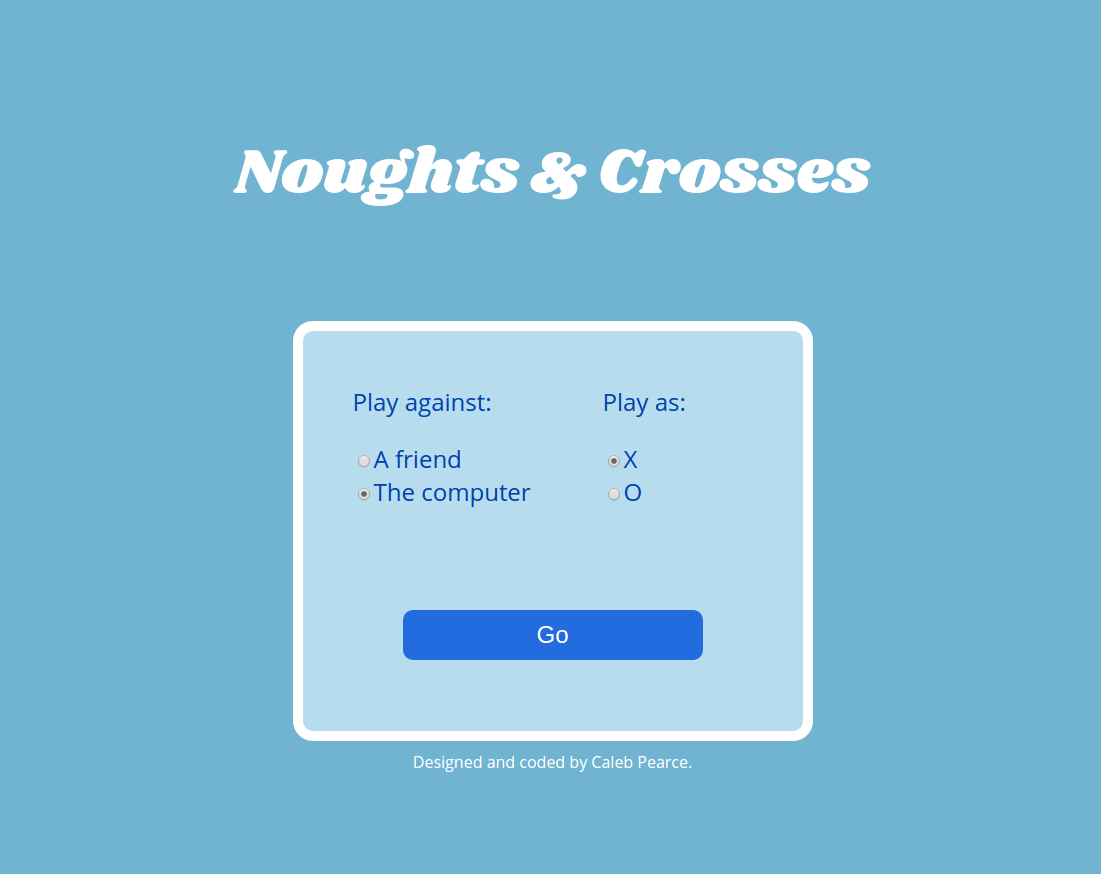 Noughts & Crosses
Play against:
A friend
The computer
Play as:
X
O
Go
Designed and coded by Caleb Pearce.